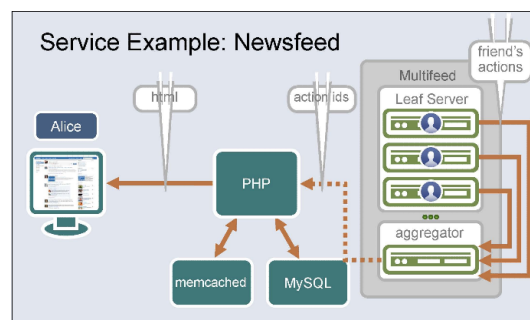 Service Example: Newsfeed
friend's
actions
html
action ids
Multifeed
Leaf Server
Alice
PHP
aggregator
memcached
MySQL